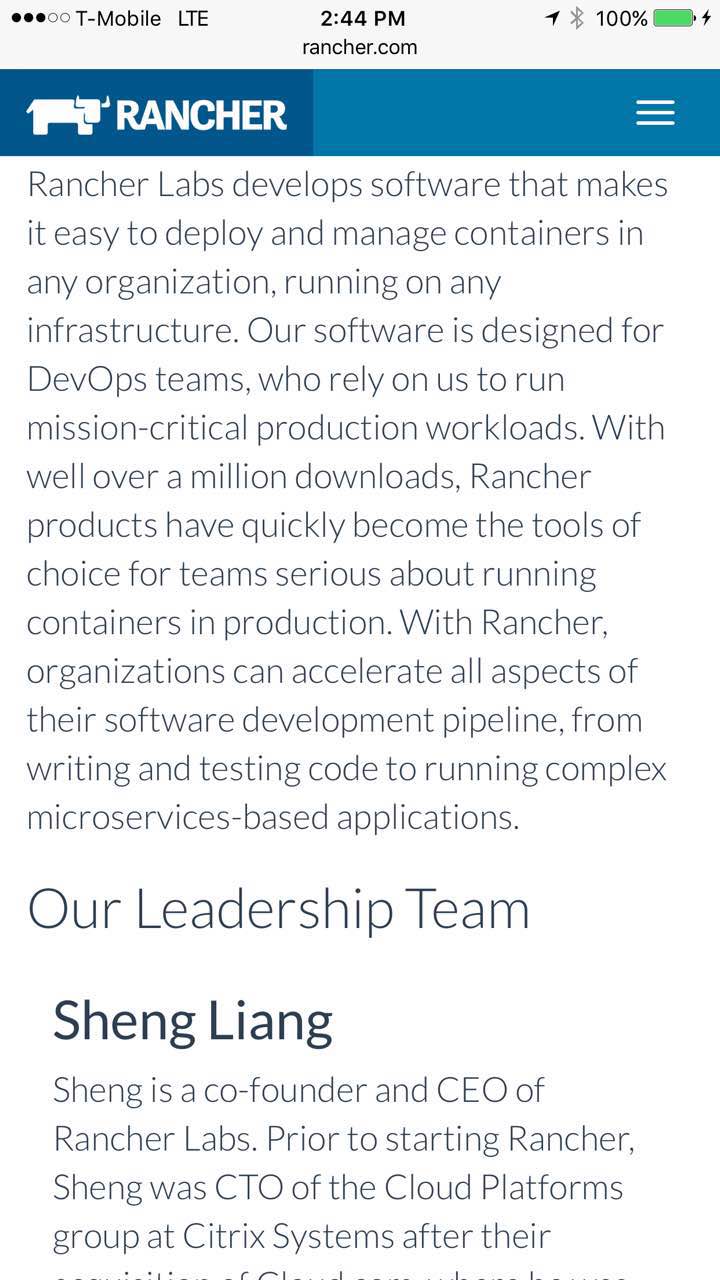 T-Mobile LTE 2:44 PM 100%
rancher.com
RANCHER
Rancher Labs develops software that makes
it easy to deploy and manage containers in
any organization, running on any
infrastructure. Our software is designed for
DevOps teams, who rely on us to run
mission-critical production workloads. With
well over a million downloads, Rancher
products have quickly become the tools of
choice for teams serious about running
containers in production. With Rancher,
organizations can accelerate all aspects of
their software development pipeline, from
writing and testing code to running complex
microservices-based applications.
Our Leadership Team
Sheng Liang
Sheng is a co-founder and CEO of
Rancher Labs. Prior to starting Rancher,
Sheng was CTO of the Cloud Platforms
group at Citrix Systems after their